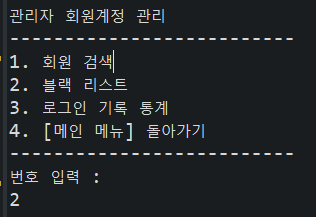 관리자 회원계정 관리
---------------------------
1. 회원 검색
2. 블랙 리스트
3. 로그인 기록 통계
4. [메인 메뉴] 돌아가기
---------------------------
번호 입력 :
2